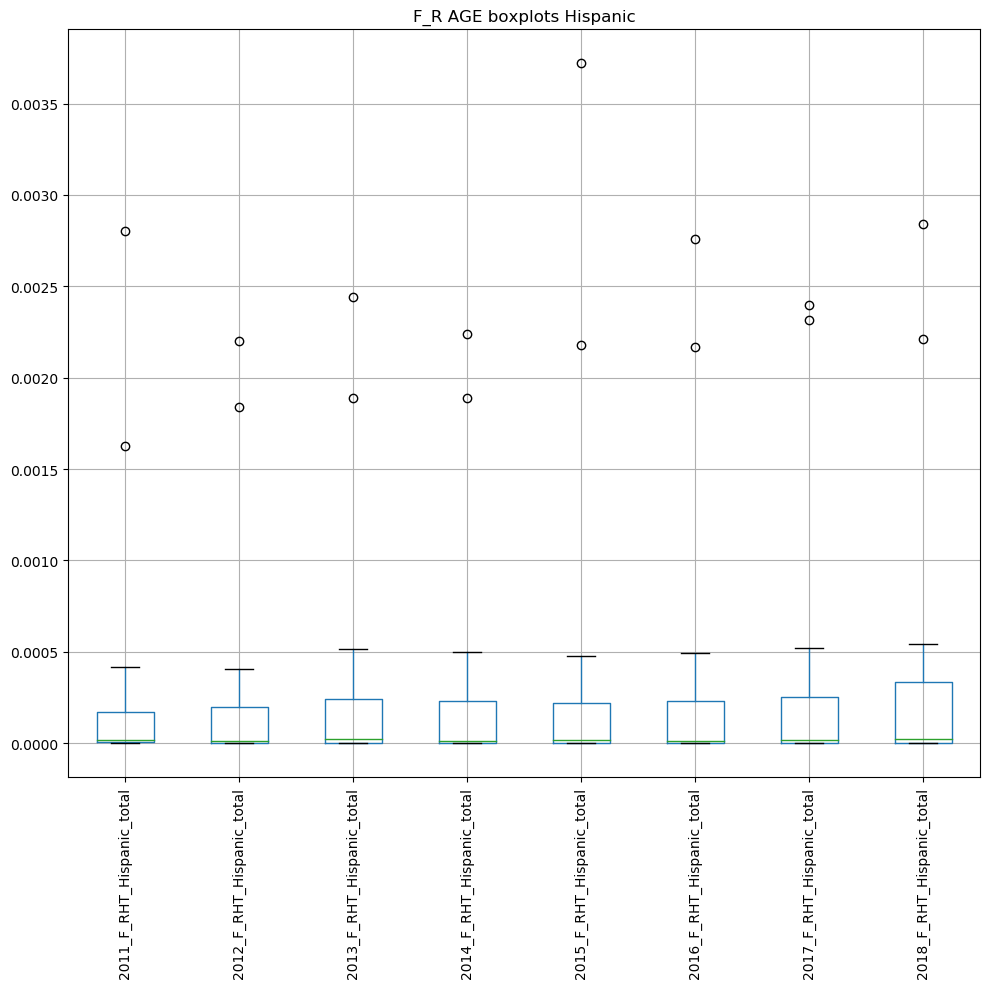 F_R AGE boxplots Hispanic
0.0035
0.0030
0.0025
0.0020
0.0015
0.0010
0.0005
0.0000
2011_F_RHT_Hispanic_total
2012_F_RHT_Hispanic_total
2013_F_RHT_Hispanic_total
2014_F_RHT_Hispanic_total
2015_F_RHT_Hispanic_total
2016_F_RHT_Hispanic_total
2017_F_RHT_Hispanic_total
2018_F_RHT_Hispanic_total